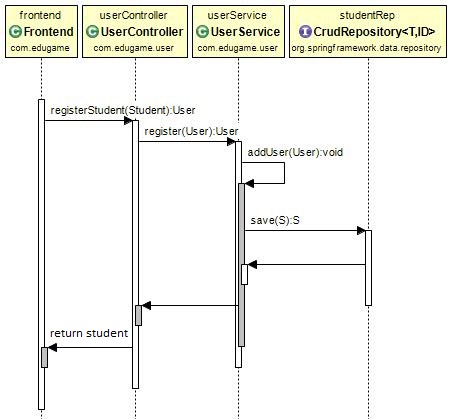 frontend
C Frontend
com.edugame
userController
C UserController
com.edugame.user
userService
C UserService
com.edugame.user
studentRep
I CrudRepository<T,ID>
org.springframework.data.repository
registerStudent(Student):User
register(User):User
addUser(User):void
save(S):S
return student